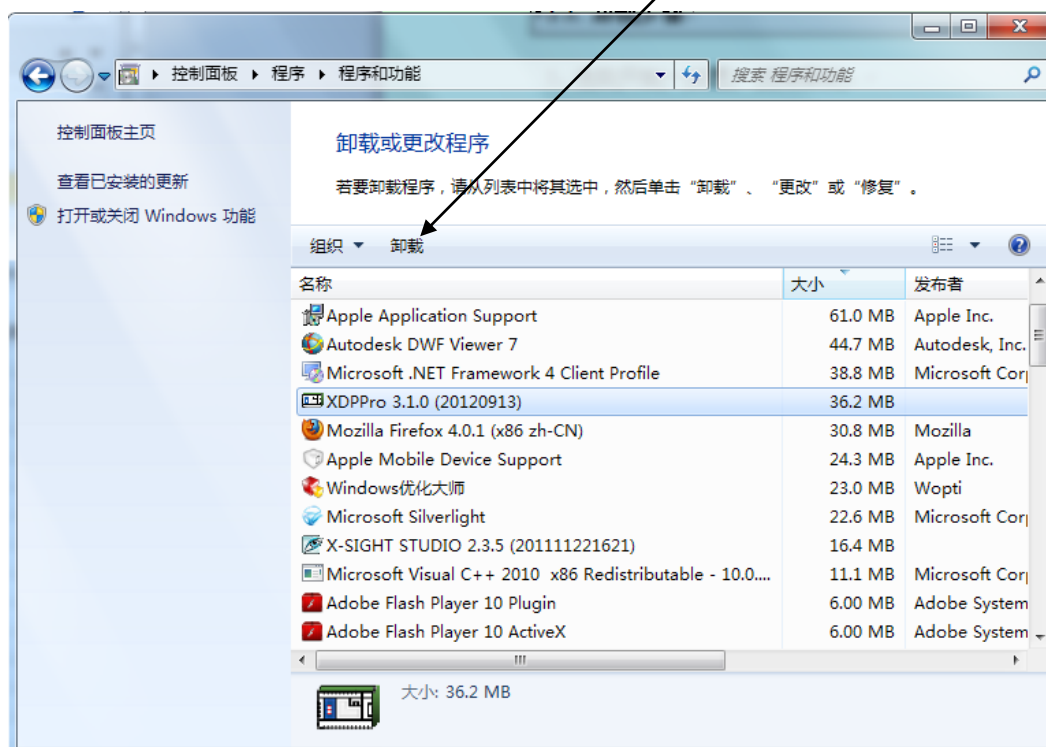 控制面板 程序 程序和功能 搜索 程序和功能
控制面板主页
查看已安装的更新
打开或关闭 Windows 功能
卸载或更改程序
若要卸载程序，请从列表中将其选中，然后单击“卸载”、“更改”或“修复”。
组织 卸载
名称 大小 发布者
Apple Application Support 61.0 MB Apple Inc.
Autodesk DWF Viewer 7 44.7 MB Autodesk, Inc.
Microsoft .NET Framework 4 Client Profile 38.8 MB Microsoft Corp
XDPPro 3.1.0 (20120913) 36.2 MB
Mozilla Firefox 4.0.1 (x86 zh-CN) 30.8 MB Mozilla
Apple Mobile Device Support 24.3 MB Apple Inc.
Windows优化大师 23.0 MB Wopti
Microsoft Silverlight 22.6 MB Microsoft Corp
X-SIGHT STUDIO 2.3.5 (201111221621) 16.4 MB
Microsoft Visual C++ 2010 x86 Redistributable - 10.0.... 11.1 MB Microsoft Corp
Adobe Flash Player 10 Plugin 6.00 MB Adobe System
Adobe Flash Player 10 ActiveX 6.00 MB Adobe System
大小: 36.2 MB